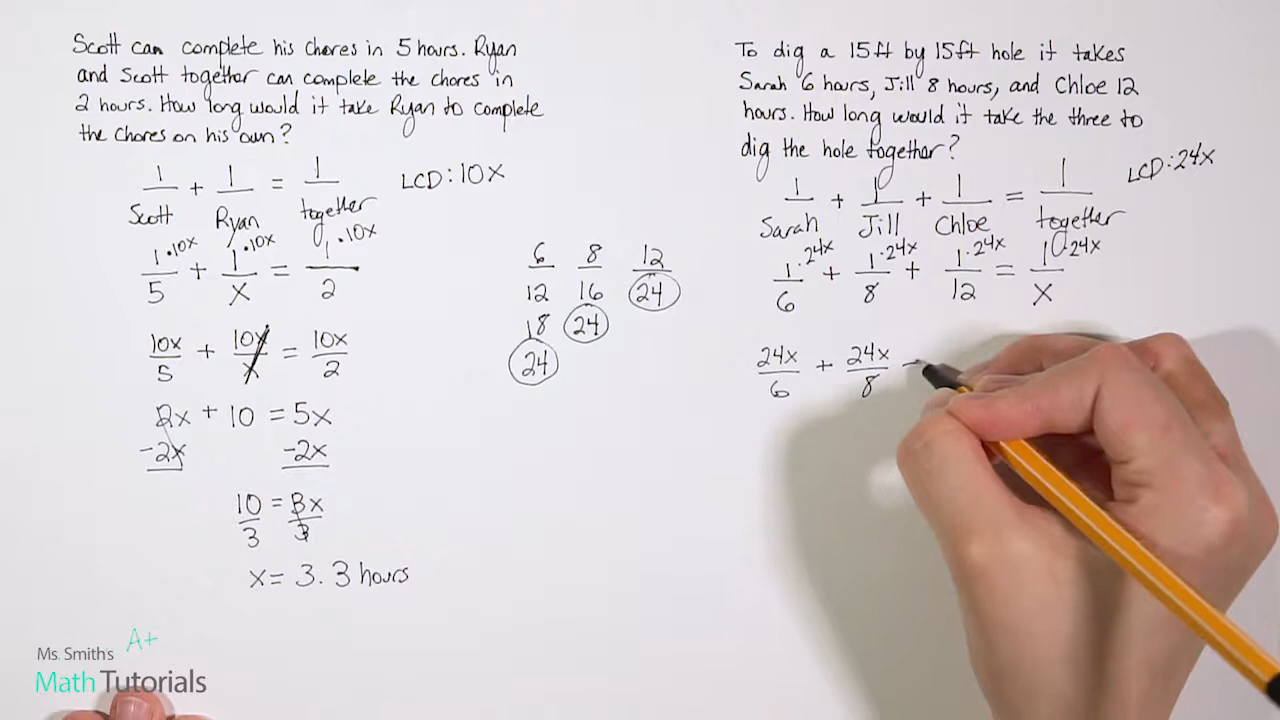 Scott can complete his chores in 5 hours. Ryan
and Scott together can complete the chores in
2 hours. How long would it take Ryan to complete
the chores on his own?
1/Scott + 1/Ryan = 1/together
LCD: 10x
1·10x/5 + 1·10x/x = 1·10x/2
10x/5 + 10x/x = 10x/2
2x + 10 = 5x
-2x -2x
10/3 = 3x/3
x = 3.3 hours
6 8 12
12 16 24
18 24
24
To dig a 15ft by 15ft hole it takes
Sarah 6 hours, Jill 8 hours, and Chloe 12
hours. How long would it take the three to
dig the hole together?
LCD: 24x
1/Sarah + 1/Jill + 1/Chloe = 1/together
1·24x/6 + 1·24x/8 + 1·24x/12 = 1·24x/x
24x/6 + 24x/8
Ms. Smith's A+
Math Tutorials